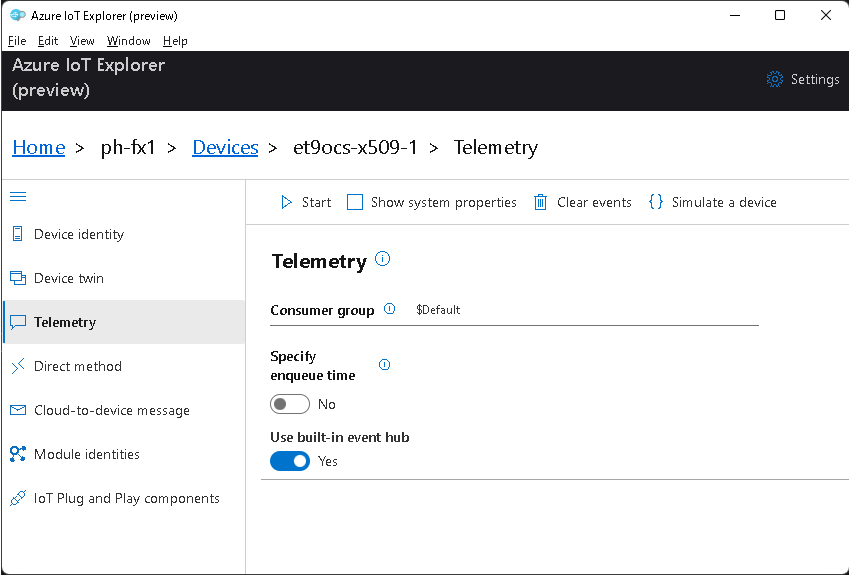 Azure IoT Explorer (preview)
File Edit View Window Help
Azure IoT Explorer
(preview)
Settings
Home > ph-fx1 > Devices > et9ocs-x509-1 > Telemetry
Start Show system properties Clear events {} Simulate a device
Device identity
Device twin
Telemetry
Direct method
Cloud-to-device message
Module identities
IoT Plug and Play components
Telemetry
Consumer group $Default
Specify
enqueue time
No
Use built-in event hub
Yes